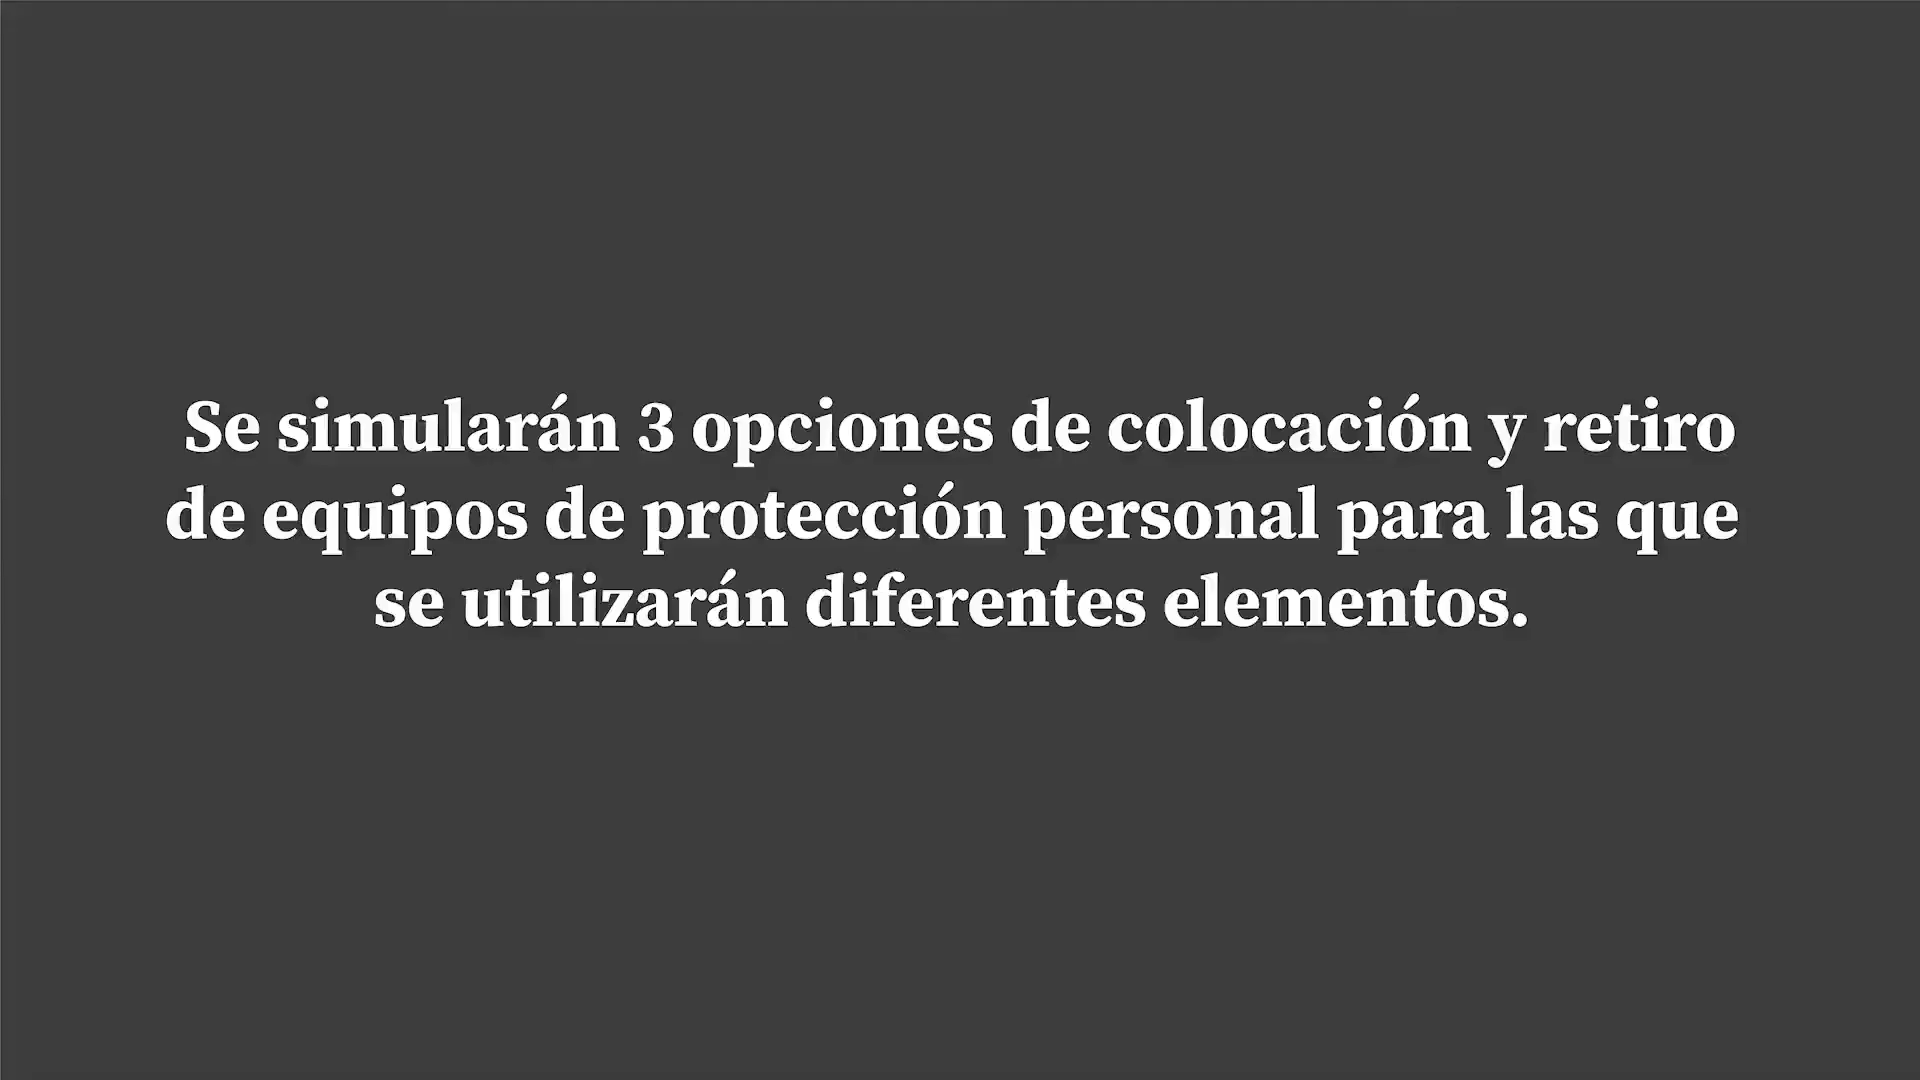 Se simularán 3 opciones de colocación y retiro
de equipos de protección personal para las que
se utilizarán diferentes elementos.